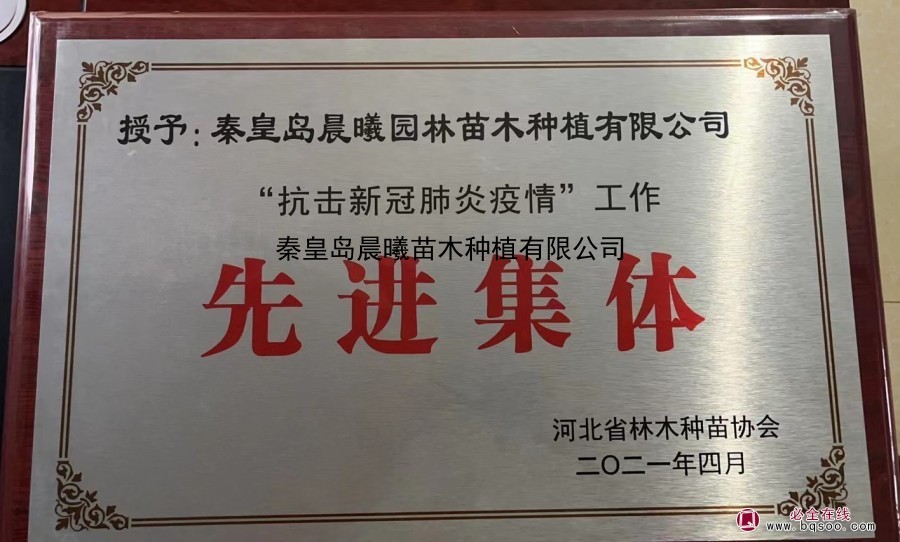 授予：秦皇岛晨曦园林苗木种植有限公司
“抗击新冠肺炎疫情”工作
秦皇岛晨曦苗木种植有限公司
先进集体
河北省林木种苗协会
二〇二一年四月
必全在线
www.bqsoo.com